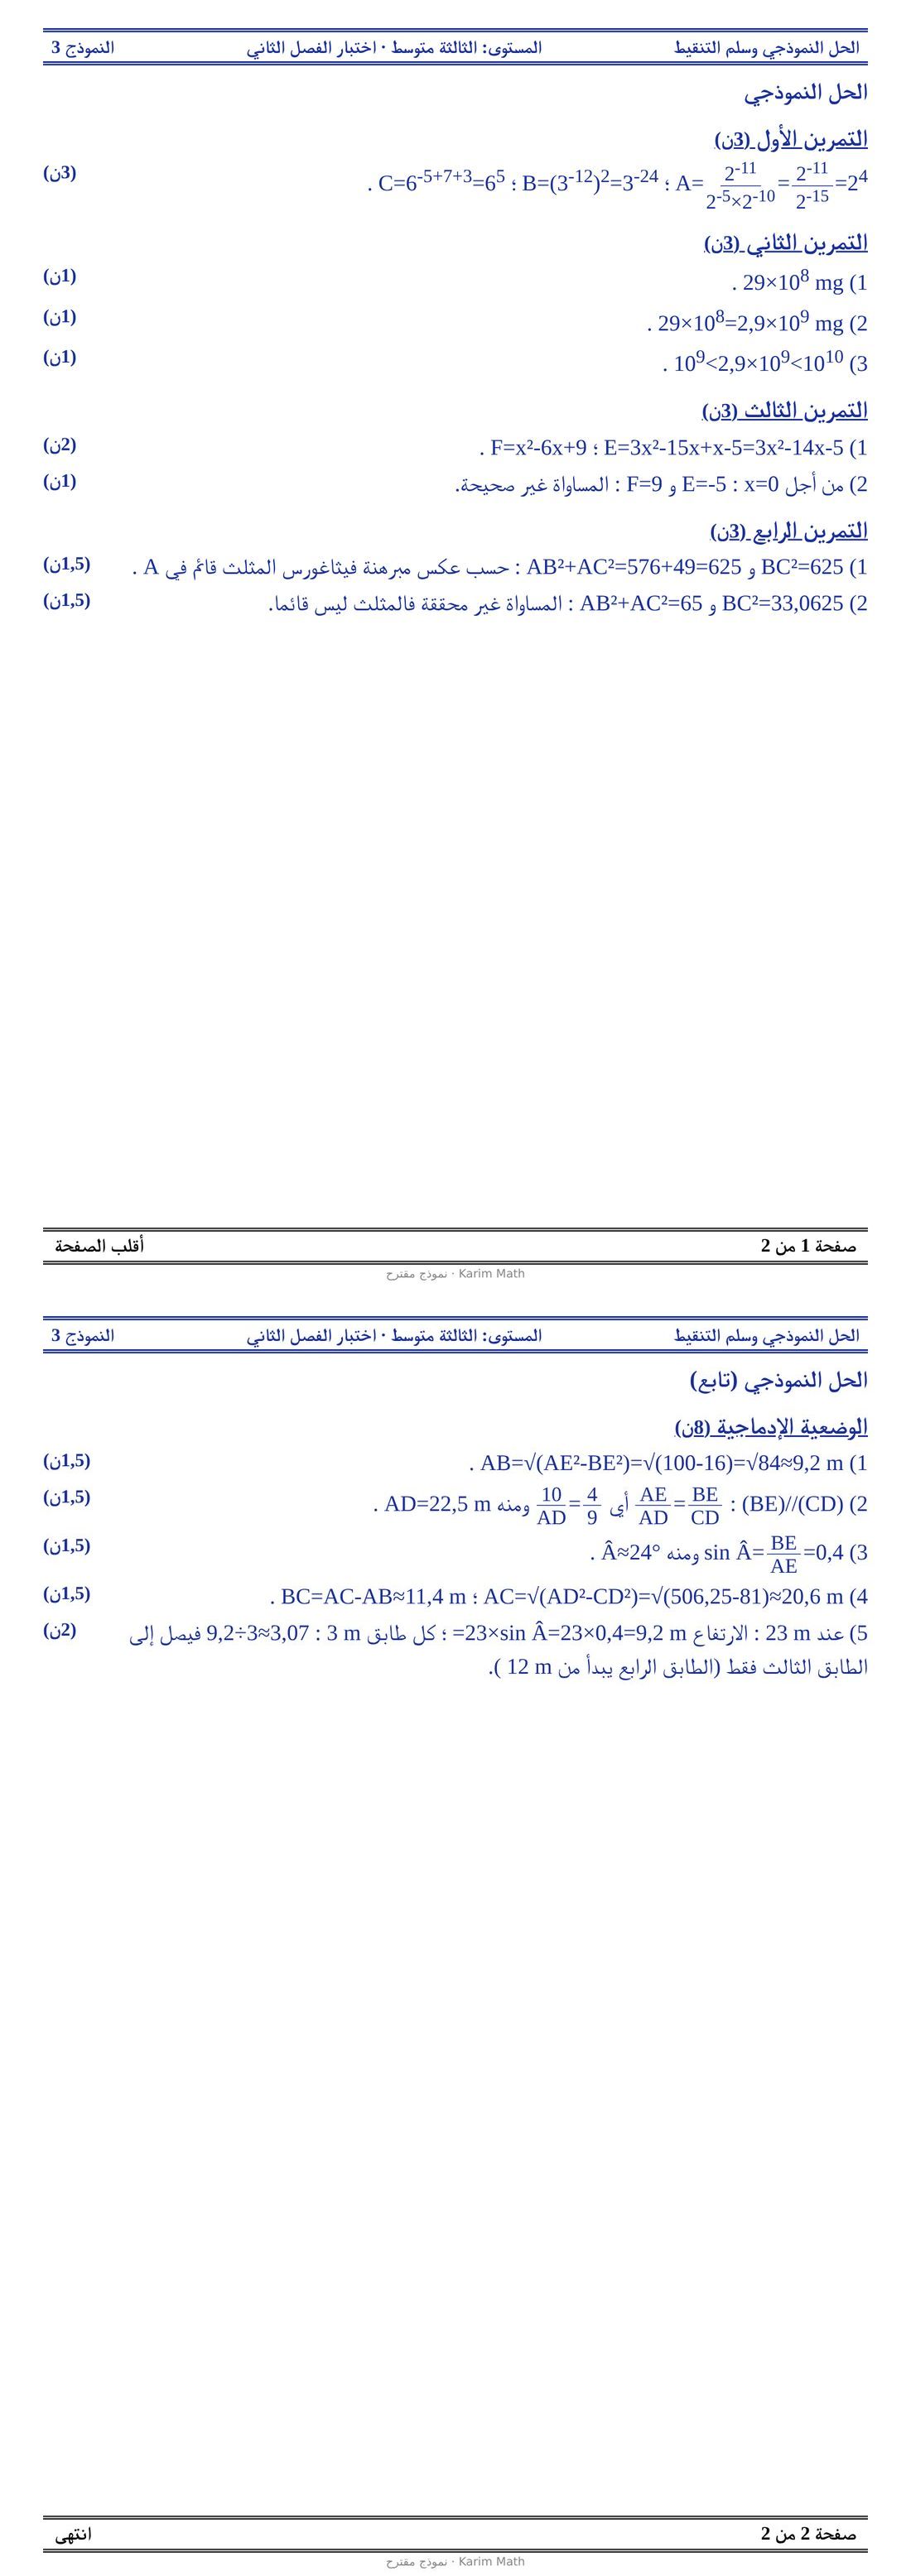 الحل النموذجي وسلم التنقيط المستوى: الثالثة متوسط · اختبار الفصل الثاني النموذج 3
الحل النموذجي
التمرين الأول (3ن)
A=2^-11/(2^-5×2^-10)=2^-11/2^-15=2^4 ؛ B=(3^-12)^2=3^-24 ؛ C=6^-5+7+3=6^5 . (3ن)
التمرين الثاني (3ن)
1) 29×10^8 mg . (1ن)
2) 29×10^8=2,9×10^9 mg . (1ن)
3) 10^9<2,9×10^9<10^10 . (1ن)
التمرين الثالث (3ن)
1) E=3x²-15x+x-5=3x²-14x-5 ؛ F=x²-6x+9 . (2ن)
2) من أجل x=0 : E=-5 و F=9 : المساواة غير صحيحة. (1ن)
التمرين الرابع (3ن)
1) BC²=625 و AB²+AC²=576+49=625 : حسب عكس مبرهنة فيثاغورس المثلث قائم في A . (1,5ن)
2) BC²=33,0625 و AB²+AC²=65 : المساواة غير محققة فالمثلث ليس قائما. (1,5ن)
صفحة 1 من 2 أقلب الصفحة
Karim Math · نموذج مقترح
الحل النموذجي وسلم التنقيط المستوى: الثالثة متوسط · اختبار الفصل الثاني النموذج 3
الحل النموذجي (تابع)
الوضعية الإدماجية (8ن)
1) AB=√(AE²-BE²)=√(100-16)=√84≈9,2 m . (1,5ن)
2) (BE)//(CD) : AE/AD=BE/CD أي 10/AD=4/9 ومنه AD=22,5 m . (1,5ن)
3) sin Â=BE/AE=0,4 ومنه Â≈24° . (1,5ن)
4) AC=√(AD²-CD²)=√(506,25-81)≈20,6 m ؛ BC=AC-AB≈11,4 m . (1,5ن)
5) عند 23 m : الارتفاع =23×sin Â=23×0,4=9,2 m ؛ كل طابق 3 m : 9,2÷3≈3,07 فيصل إلى (2ن)
الطابق الثالث فقط (الطابق الرابع يبدأ من 12 m ).
صفحة 2 من 2 انتهى
Karim Math · نموذج مقترح